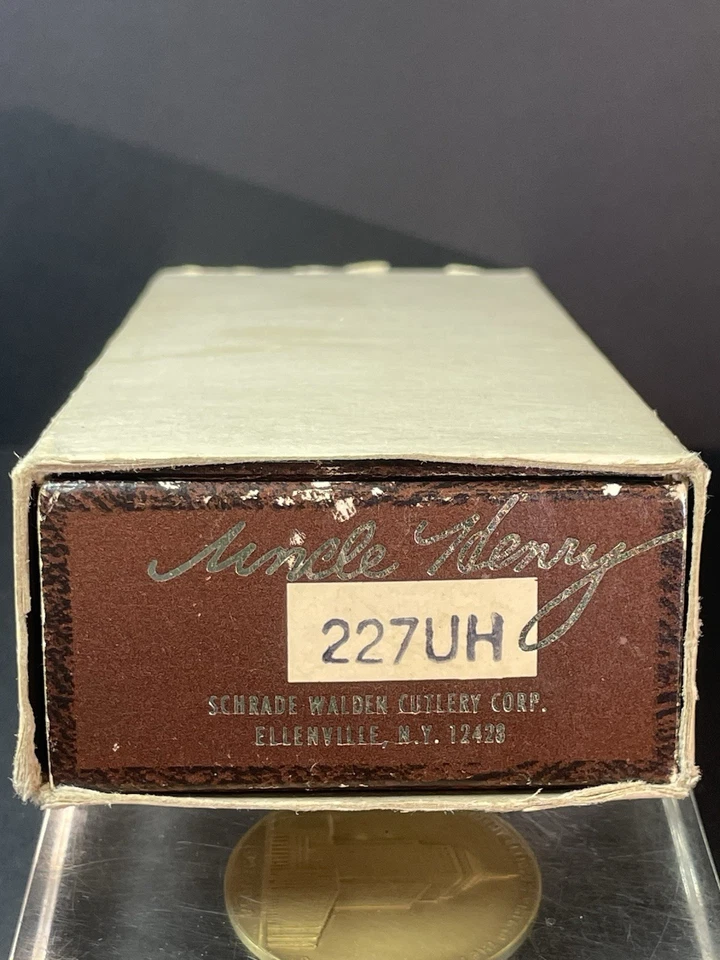 Uncle Henry
227UH
SCHRADE WALDEN CUTLERY CORP.
ELLENVILLE, N.Y. 12428